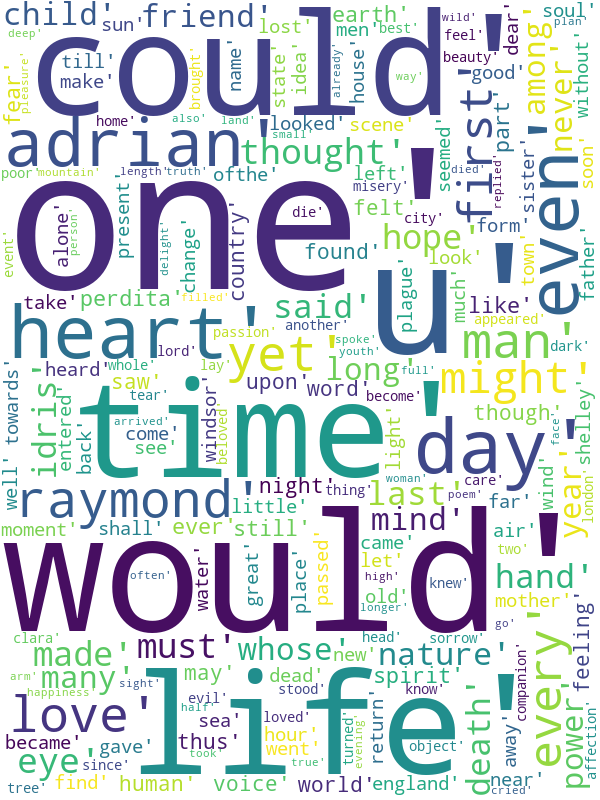 could'
one'
would'
life'
time'
u'
heart'
adrian'
even'
day'
first'
raymond'
love'
man'
might'
yet'
every'
thought'
hope'
said'
idris'
death'
year'
hand'
nature'
mind'
last'
long'
must'
many'
made'
eye'
whose'
power'
never'
among'
child'
friend'
fear'
sun'
till'
make'
lost'
earth'
men'
best'
wild'
feel'
soul'
plan'
deep'
pleasure'
brought'
name'
state'
idea'
house'
already'
way'
beauty'
dear'
good'
without'
home'
also'
land'
looked'
small'
scene'
part'
soon'
poor'
mountain'
length'
truth'
ofthe'
left'
misery'
seemed'
died'
replied'
sister'
event'
alone'
person'
present'
delight'
change'
country'
die'
felt'
city'
form'
look'
found'
town'
father'
take'
perdita'
filled'
plague'
much'
like'
appeared'
another'
passion'
lord'
spoke'
youth'
full'
dark'
heard'
whole'
lay'
saw'
upon'
word'
become'
though'
towards'
well'
entered'
back'
tear'
arrived'
come'
see'
windsor'
beloved'
light'
woman'
poem'
care'
face'
shelley'
london'
wind'
night'
thing'
little'
far'
air'
two'
moment'
shall'
ever'
still'
came'
let'
old'
high'
longer'
knew'
go'
mother'
often'
water'
great'
place'
passed'
clara'
head'
sorrow'
new'
arm'
happiness'
sight'
may'
dead'
spirit'
companion'
feeling'
affection'
evil'
half'
stood'
know'
loved'
sea'
became'
gave'
thus'
hour'
went'
turned'
evening'
return'
object'
away'
near'
cried'
since'
took'
true'
tree'
find'
human'
voice'
world'
england'